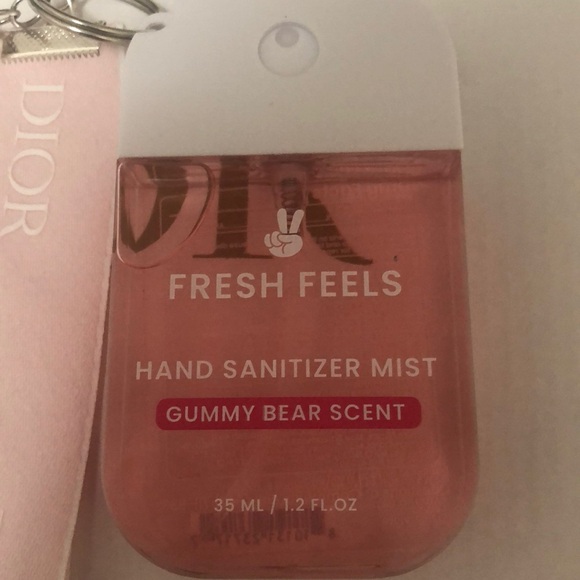 DIOR
FRESH FEELS
HAND SANITIZER MIST
GUMMY BEAR SCENT
35 ML / 1.2 FL.OZ